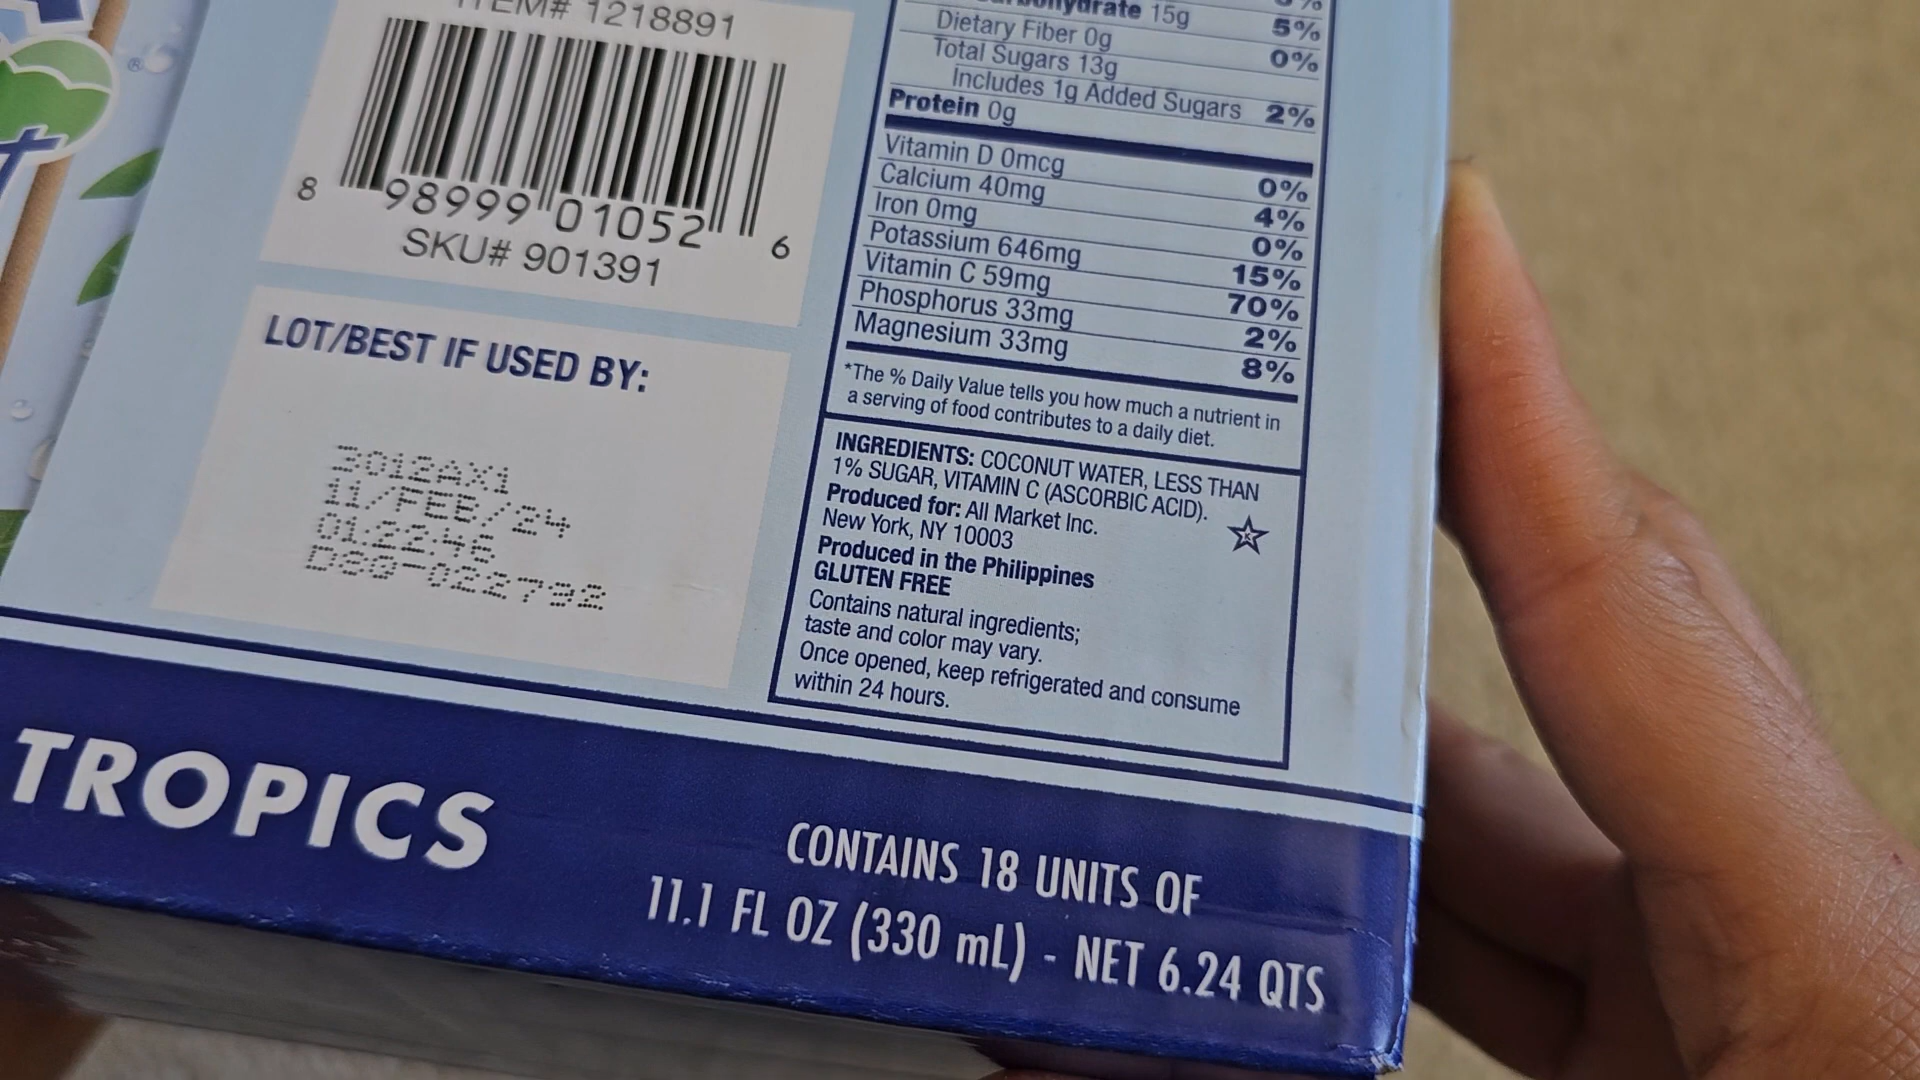 ITEM# 1218891
8 98999 01052 6
SKU# 901391
LOT/BEST IF USED BY:
3012AX1
11/FEB/24
01:22:46
D8Q-022792
TROPICS
15g 5%
Dietary Fiber 0g 0%
Total Sugars 13g
Includes 1g Added Sugars 2%
Protein 0g
Vitamin D 0mcg 0%
Calcium 40mg 4%
Iron 0mg 0%
Potassium 646mg 15%
Vitamin C 59mg 70%
Phosphorus 33mg 2%
Magnesium 33mg 8%
*The % Daily Value tells you how much a nutrient in
a serving of food contributes to a daily diet.
INGREDIENTS: COCONUT WATER, LESS THAN
1% SUGAR, VITAMIN C (ASCORBIC ACID).
Produced for: All Market Inc.
New York, NY 10003
K
Produced in the Philippines
GLUTEN FREE
Contains natural ingredients;
taste and color may vary.
Once opened, keep refrigerated and consume
within 24 hours.
CONTAINS 18 UNITS OF
11.1 FL OZ (330 mL) - NET 6.24 QTS